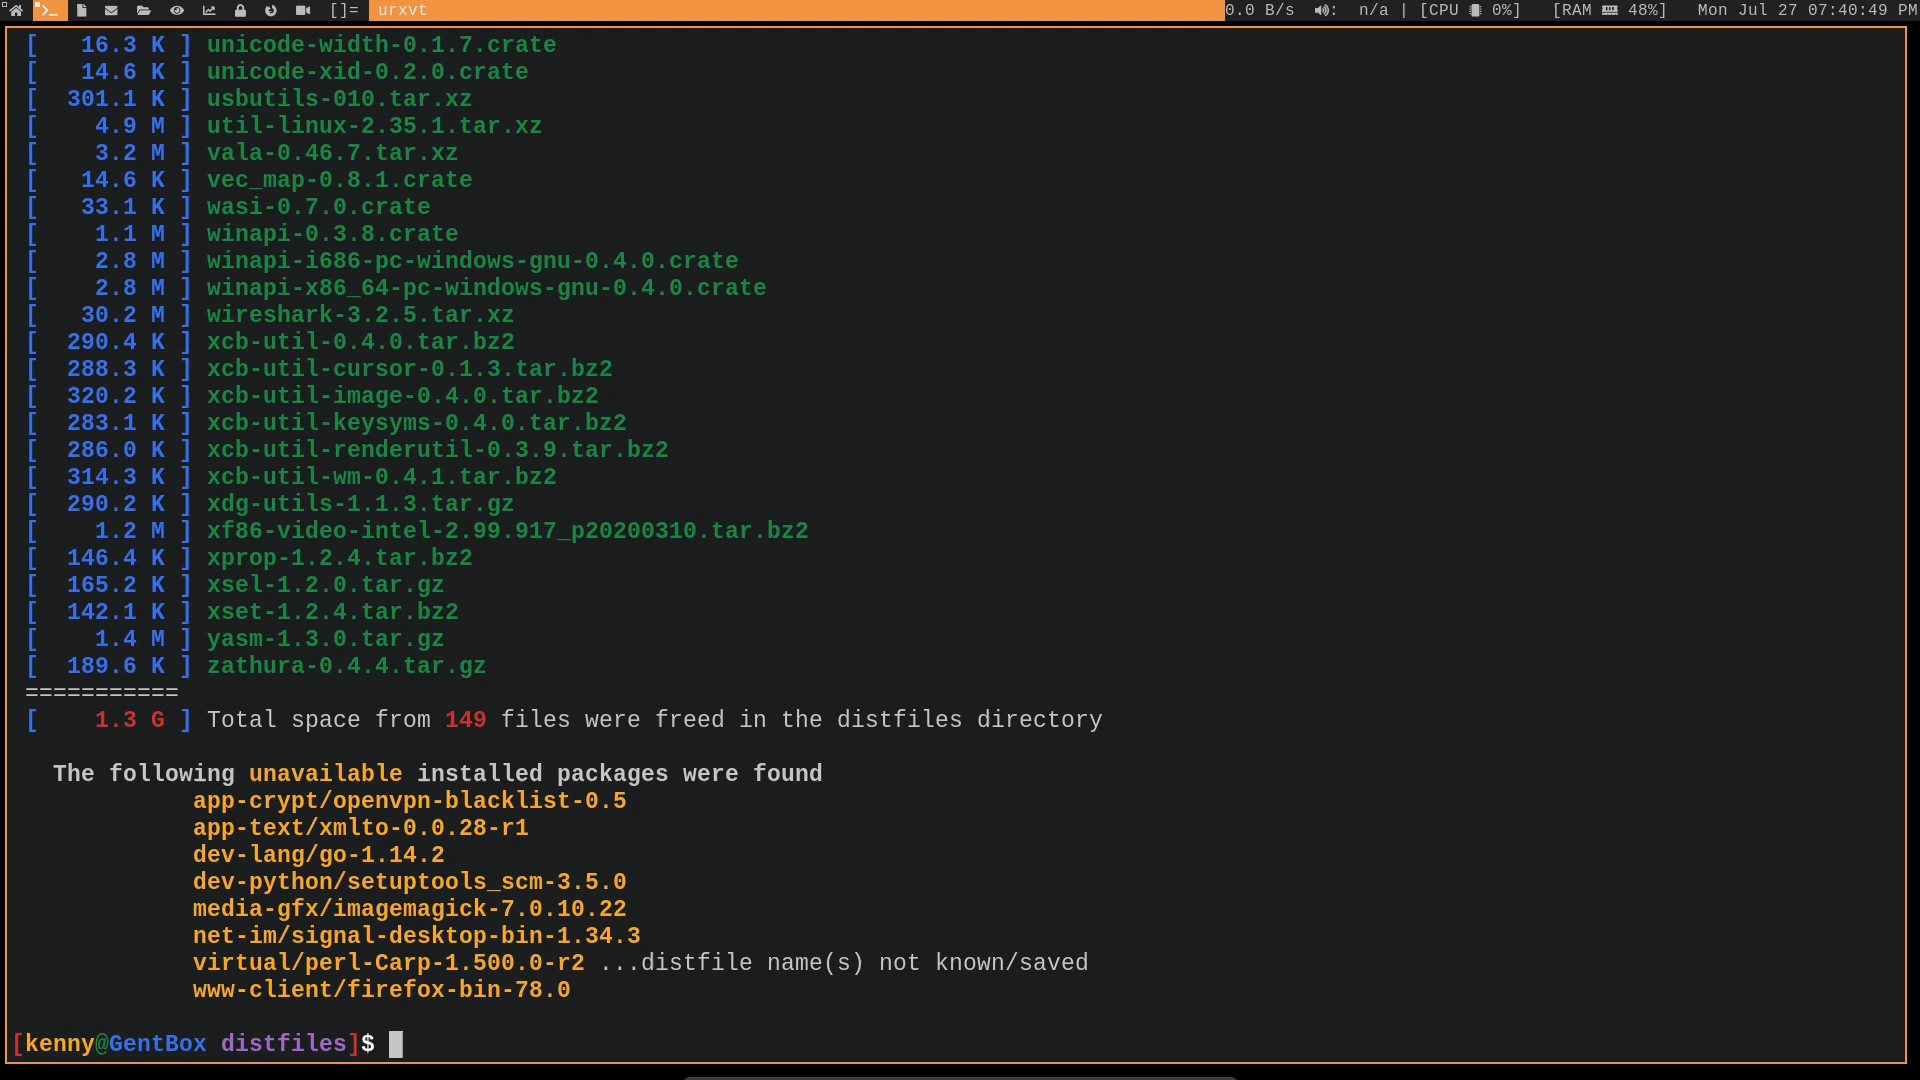 []= urxvt 0.0 B/s : n/a | [CPU 0%] [RAM 48%] Mon Jul 27 07:40:49 PM
[ 16.3 K ] unicode-width-0.1.7.crate
[ 14.6 K ] unicode-xid-0.2.0.crate
[ 301.1 K ] usbutils-010.tar.xz
[ 4.9 M ] util-linux-2.35.1.tar.xz
[ 3.2 M ] vala-0.46.7.tar.xz
[ 14.6 K ] vec_map-0.8.1.crate
[ 33.1 K ] wasi-0.7.0.crate
[ 1.1 M ] winapi-0.3.8.crate
[ 2.8 M ] winapi-i686-pc-windows-gnu-0.4.0.crate
[ 2.8 M ] winapi-x86_64-pc-windows-gnu-0.4.0.crate
[ 30.2 M ] wireshark-3.2.5.tar.xz
[ 290.4 K ] xcb-util-0.4.0.tar.bz2
[ 288.3 K ] xcb-util-cursor-0.1.3.tar.bz2
[ 320.2 K ] xcb-util-image-0.4.0.tar.bz2
[ 283.1 K ] xcb-util-keysyms-0.4.0.tar.bz2
[ 286.0 K ] xcb-util-renderutil-0.3.9.tar.bz2
[ 314.3 K ] xcb-util-wm-0.4.1.tar.bz2
[ 290.2 K ] xdg-utils-1.1.3.tar.gz
[ 1.2 M ] xf86-video-intel-2.99.917_p20200310.tar.bz2
[ 146.4 K ] xprop-1.2.4.tar.bz2
[ 165.2 K ] xsel-1.2.0.tar.gz
[ 142.1 K ] xset-1.2.4.tar.bz2
[ 1.4 M ] yasm-1.3.0.tar.gz
[ 189.6 K ] zathura-0.4.4.tar.gz
===========
[ 1.3 G ] Total space from 149 files were freed in the distfiles directory
The following unavailable installed packages were found
app-crypt/openvpn-blacklist-0.5
app-text/xmlto-0.0.28-r1
dev-lang/go-1.14.2
dev-python/setuptools_scm-3.5.0
media-gfx/imagemagick-7.0.10.22
net-im/signal-desktop-bin-1.34.3
virtual/perl-Carp-1.500.0-r2 ...distfile name(s) not known/saved
www-client/firefox-bin-78.0
[kenny@GentBox distfiles]$